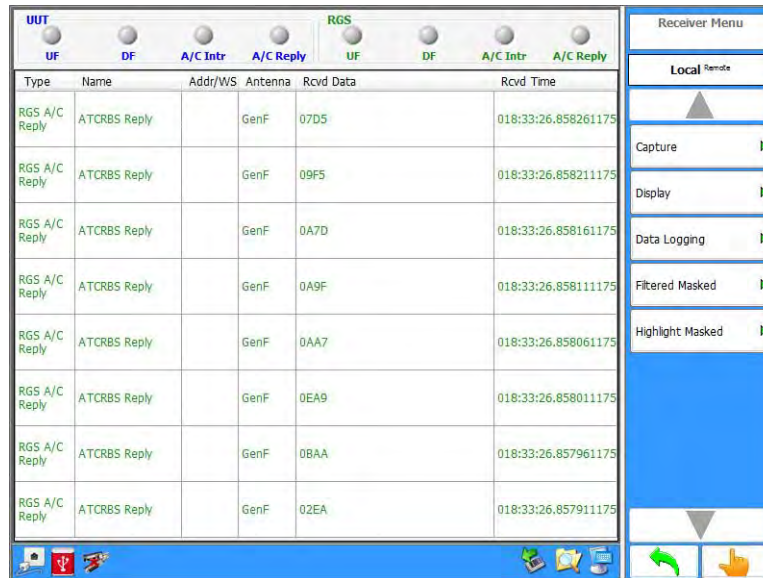 UUT
RGS
UF DF A/C Intr A/C Reply UF DF A/C Intr A/C Reply
Type Name Addr/WS Antenna Rcvd Data Rcvd Time
RGS A/C
Reply ATCRBS Reply GenF 07D5 018:33:26.858261175
RGS A/C
Reply ATCRBS Reply GenF 09F5 018:33:26.858211175
RGS A/C
Reply ATCRBS Reply GenF 0A7D 018:33:26.858161175
RGS A/C
Reply ATCRBS Reply GenF 0A9F 018:33:26.858111175
RGS A/C
Reply ATCRBS Reply GenF 0AA7 018:33:26.858061175
RGS A/C
Reply ATCRBS Reply GenF 0EA9 018:33:26.858011175
RGS A/C
Reply ATCRBS Reply GenF 0BAA 018:33:26.857961175
RGS A/C
Reply ATCRBS Reply GenF 02EA 018:33:26.857911175
Receiver Menu
Local Remote
Capture
Display
Data Logging
Filtered Masked
Highlight Masked